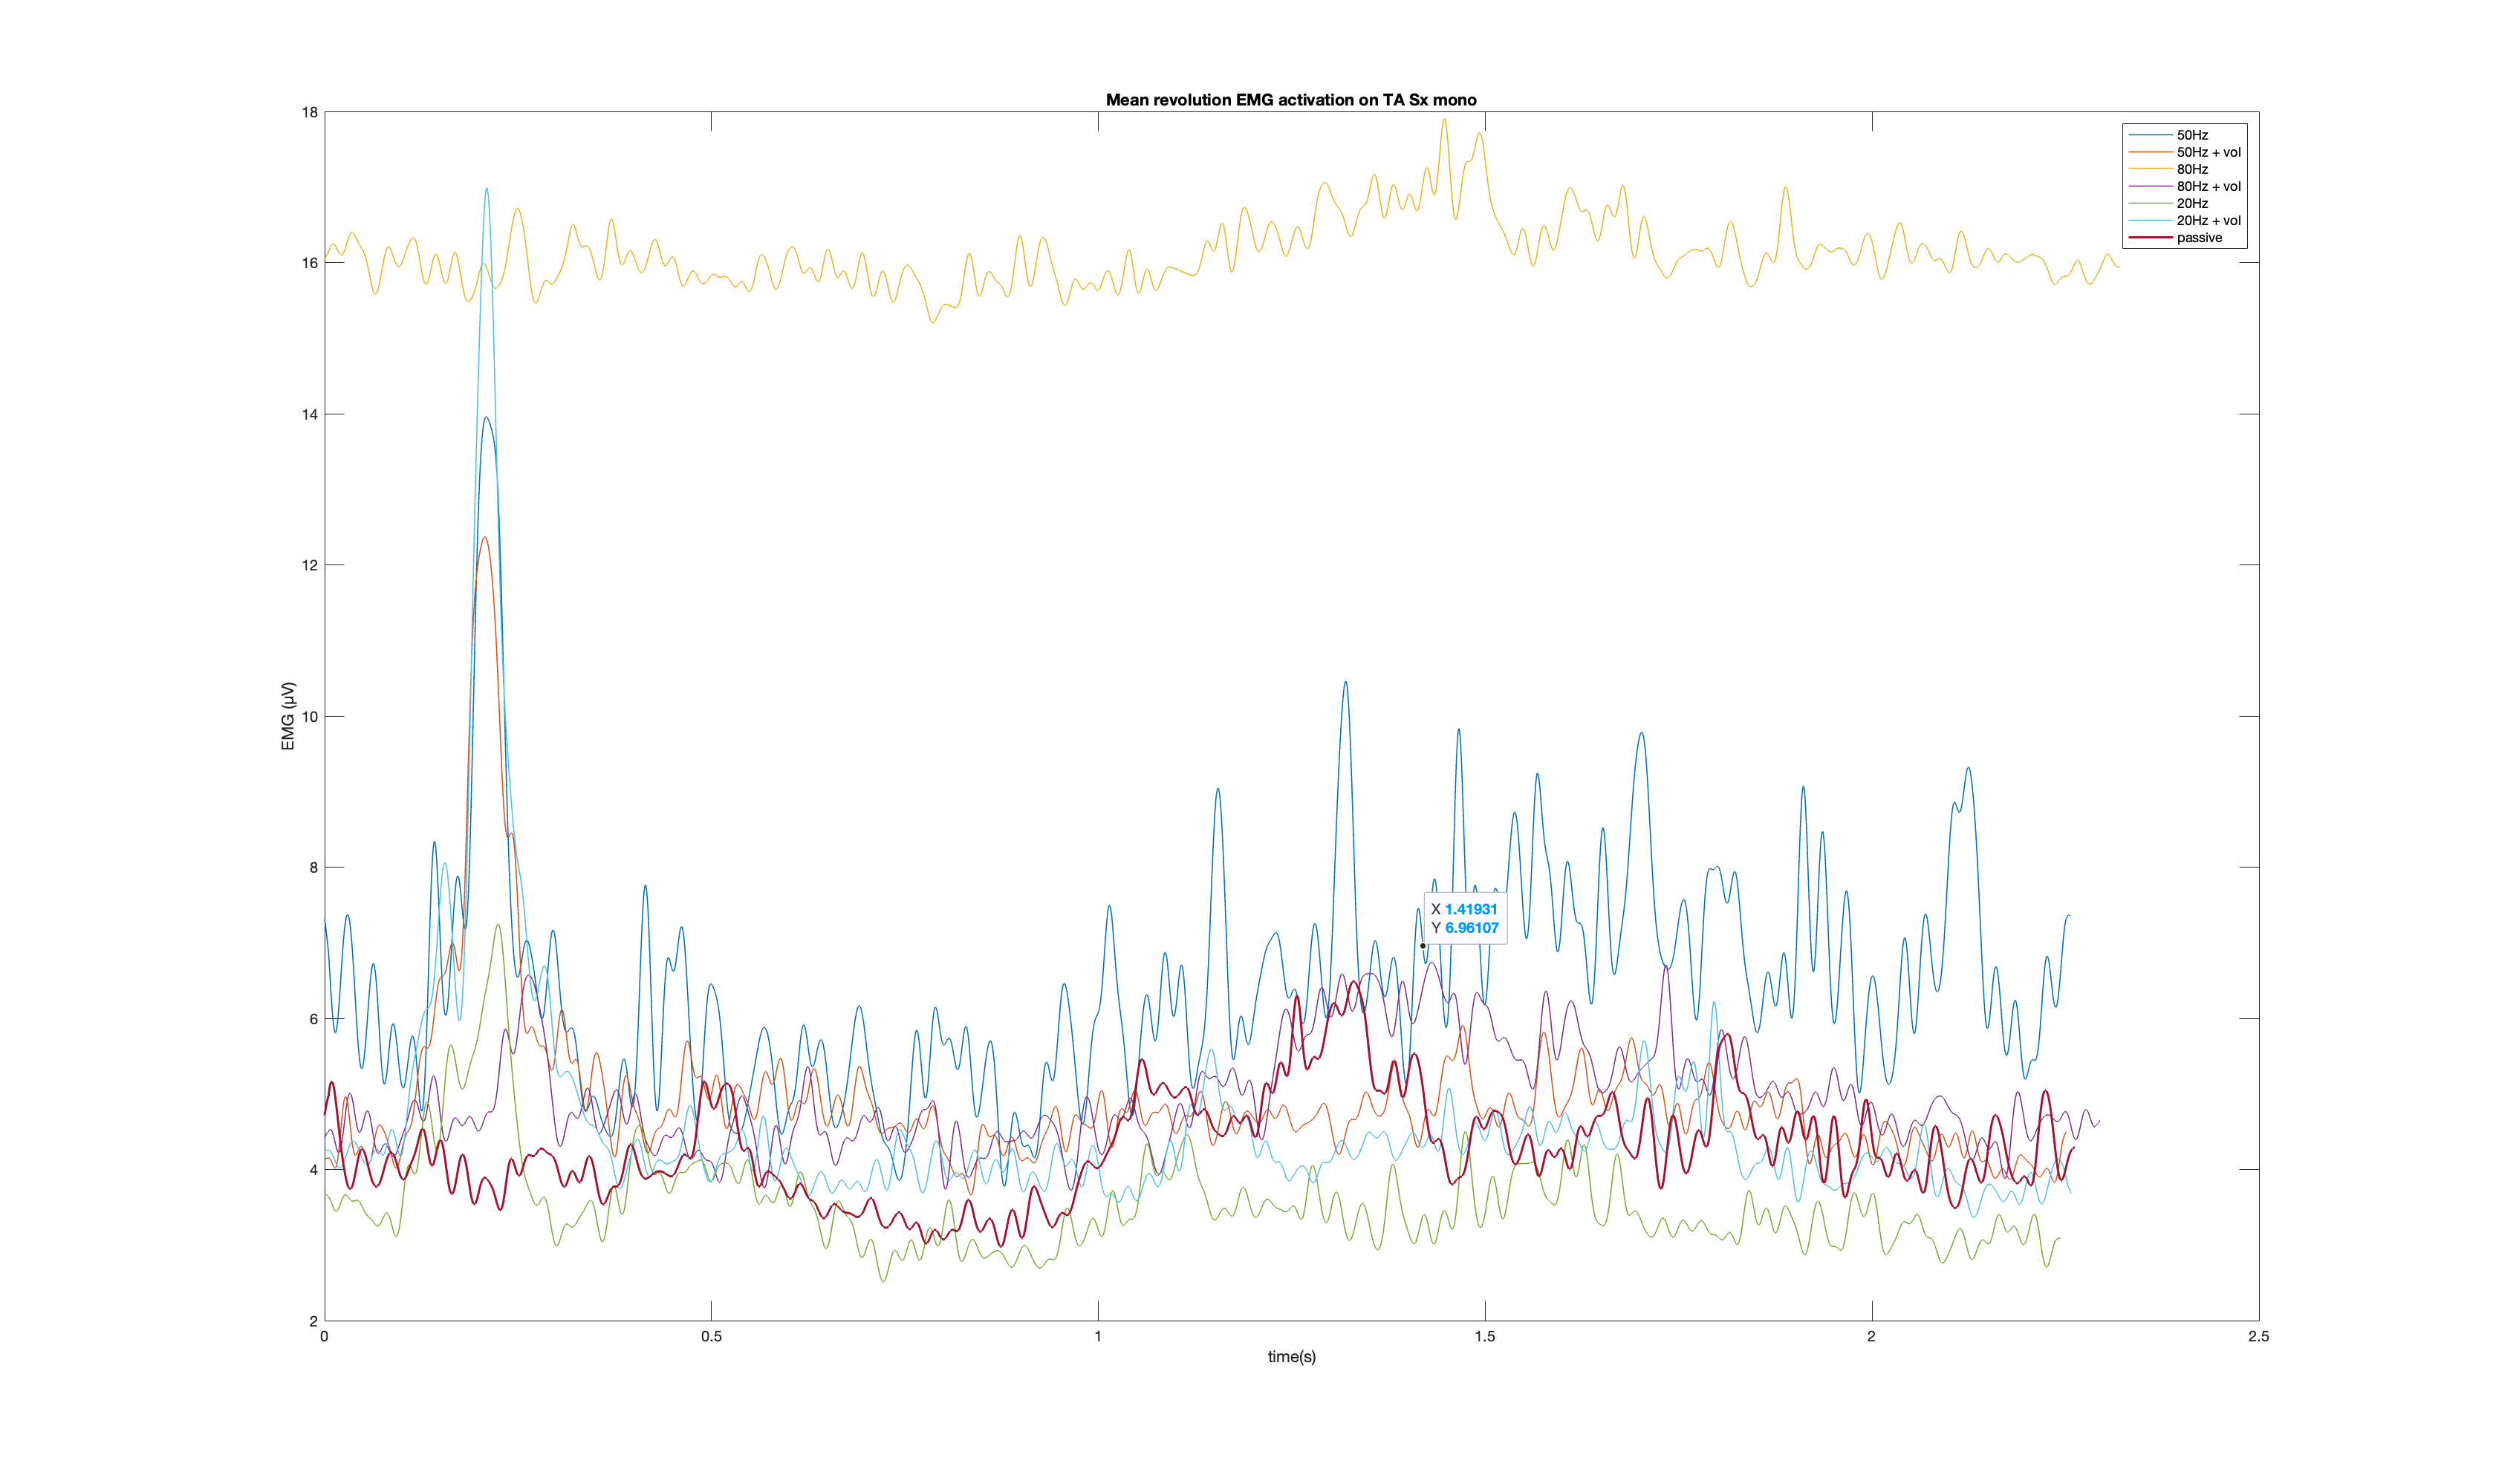 Mean revolution EMG activation on TA Sx mono
18
16
14
12
10
8
6
4
2
EMG (µV)
50Hz
50Hz + vol
80Hz
80Hz + vol
20Hz
20Hz + vol
passive
X 1.41931
Y 6.96107
0 0.5 1 1.5 2 2.5
time(s)